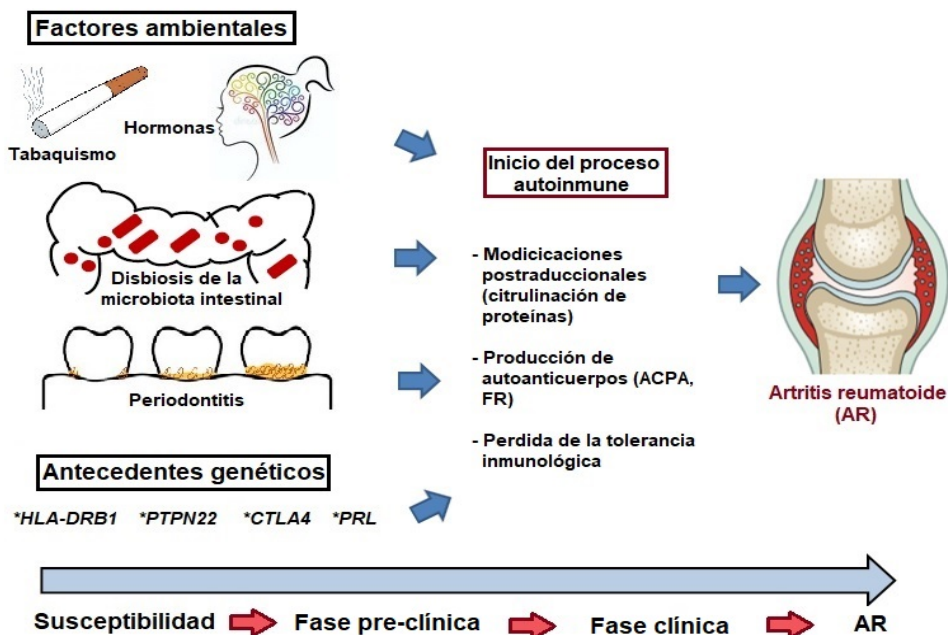 Factores ambientales
Tabaquismo
Hormonas
Disbiosis de la
microbiota intestinal
Periodontitis
Antecedentes genéticos
*HLA-DRB1 *PTPN22 *CTLA4 *PRL
Inicio del proceso
autoinmune
- Modicicaciones
postraduccionales
(citrulinación de
proteínas)
- Producción de
autoanticuerpos (ACPA,
FR)
- Perdida de la tolerancia
inmunológica
Artritis reumatoide
(AR)
Susceptibilidad Fase pre-clínica Fase clínica AR